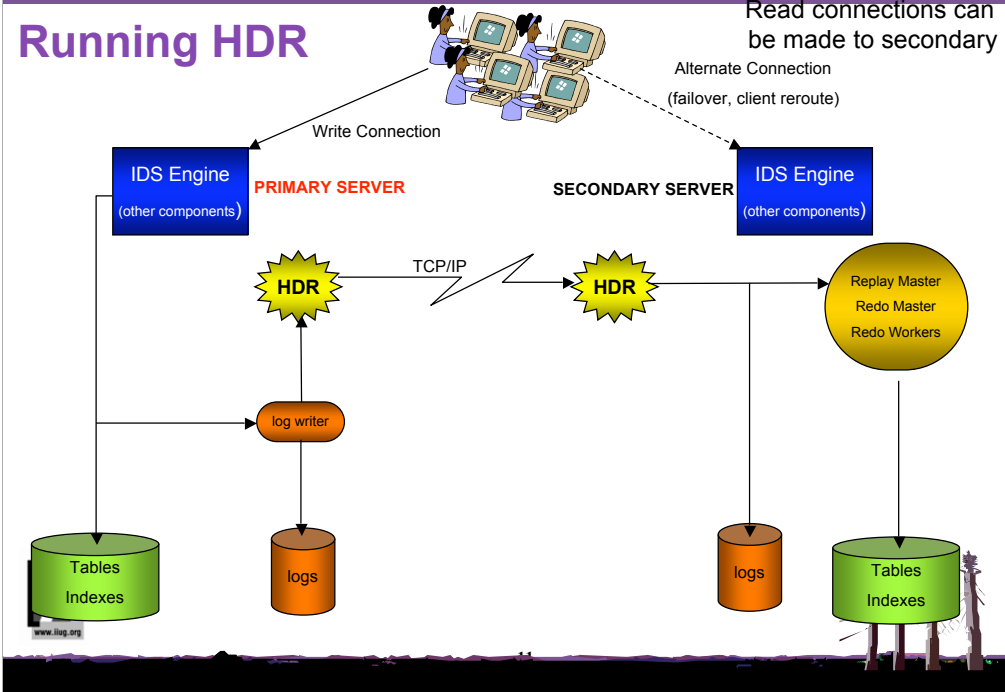 Running HDR
Read connections can
be made to secondary
Alternate Connection
(failover, client reroute)
Write Connection
IDS Engine
(other components)
PRIMARY SERVER
SECONDARY SERVER
IDS Engine
(other components)
HDR
TCP/IP
HDR
Replay Master
Redo Master
Redo Workers
log writer
Tables
Indexes
logs
logs
Tables
Indexes
www.iiug.org
11